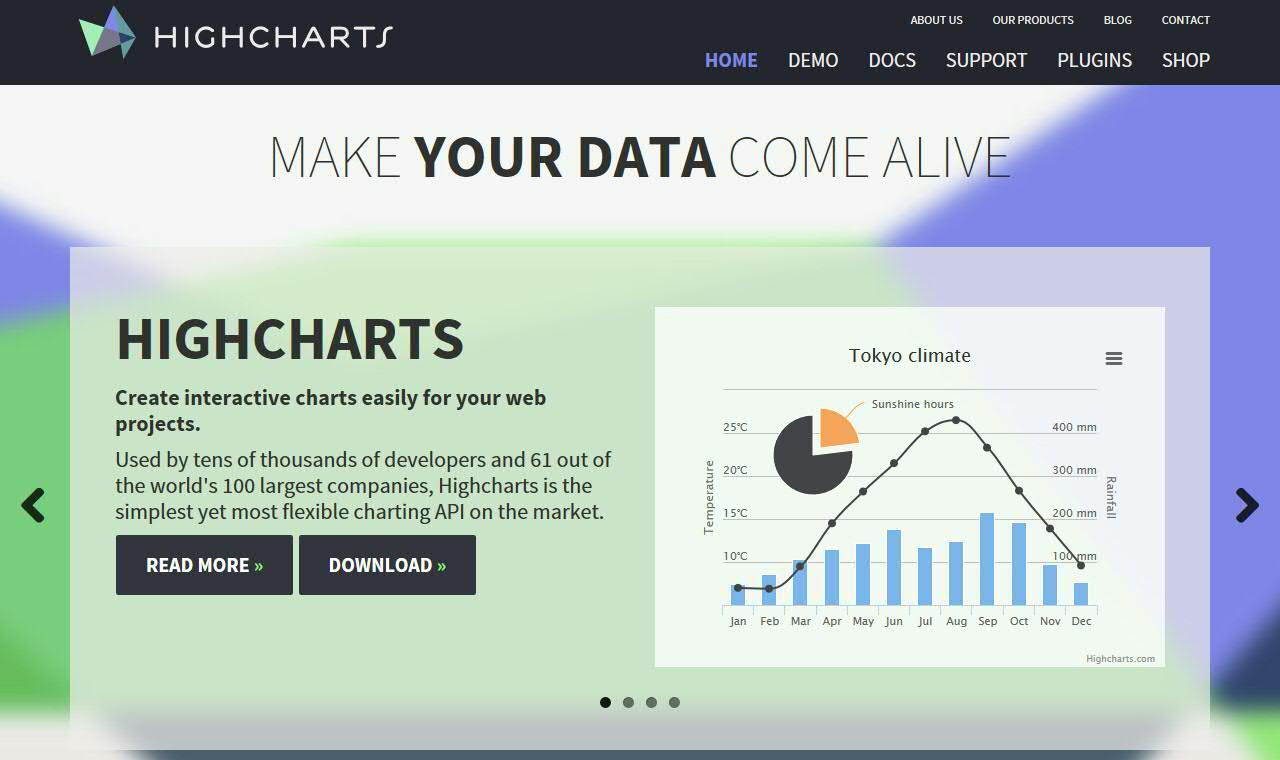 HIGHCHARTS
ABOUT US OUR PRODUCTS BLOG CONTACT
HOME DEMO DOCS SUPPORT PLUGINS SHOP
MAKE YOUR DATA COME ALIVE
HIGHCHARTS
Create interactive charts easily for your web
projects.
Used by tens of thousands of developers and 61 out of
the world's 100 largest companies, Highcharts is the
simplest yet most flexible charting API on the market.
READ MORE » DOWNLOAD »
Tokyo climate
Sunshine hours
25°C 400 mm
20°C 300 mm
15°C 200 mm
10°C 100 mm
Temperature
Rainfall
Jan Feb Mar Apr May Jun Jul Aug Sep Oct Nov Dec
Highcharts.com